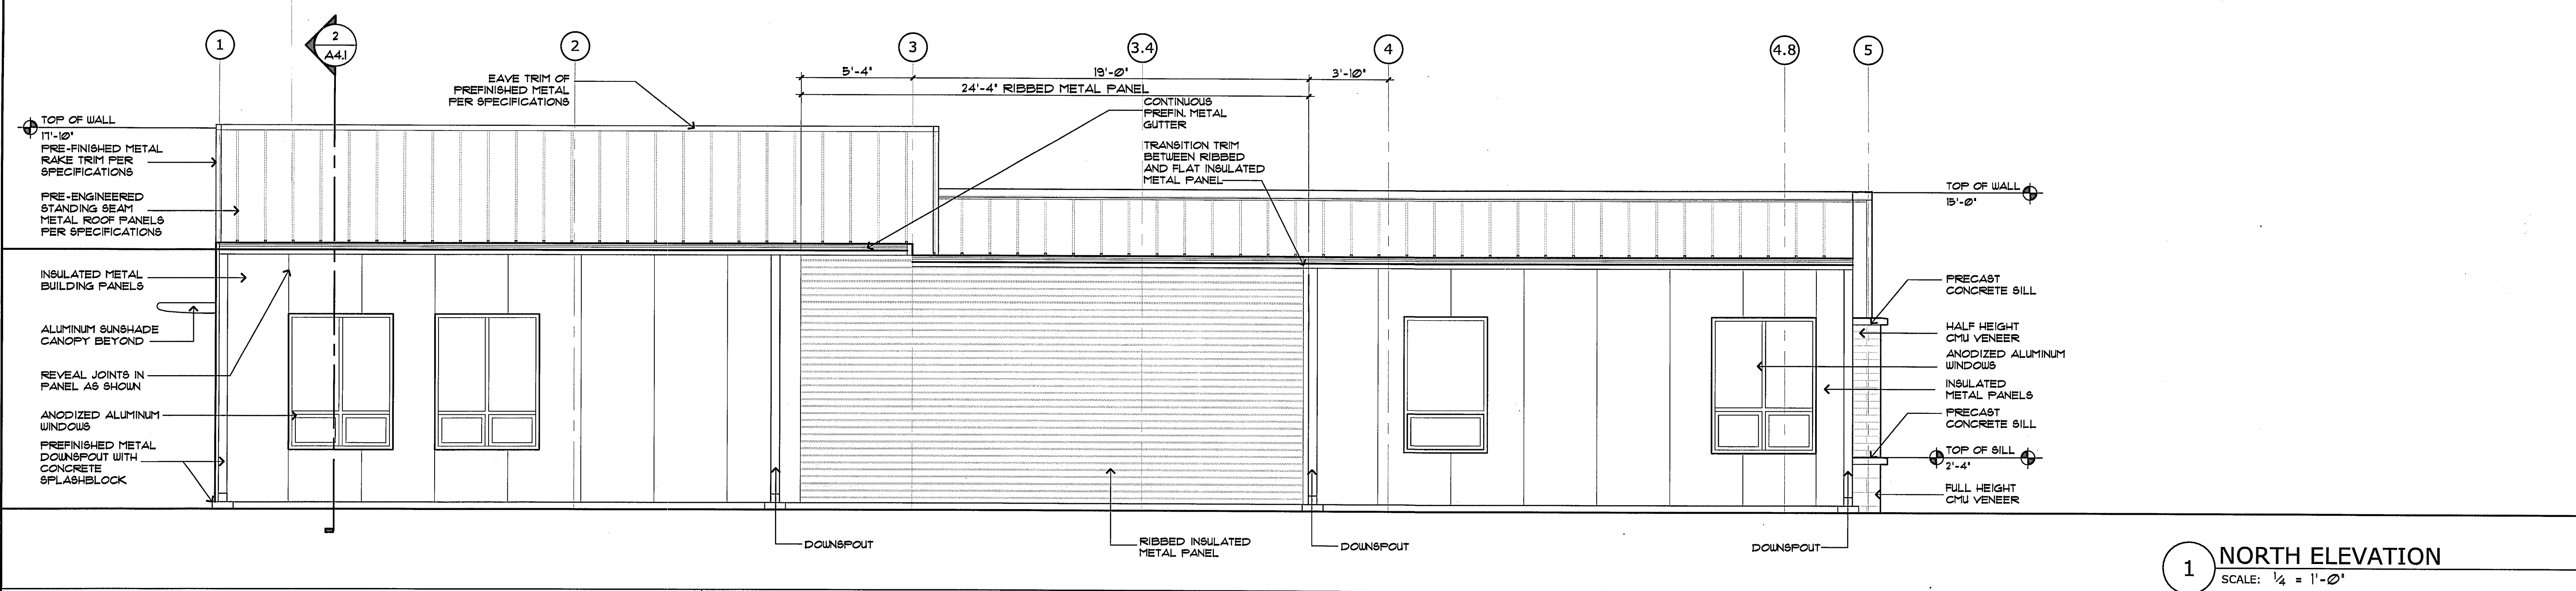 1
2
A4.1
2
3
3.4
4
4.8
5
5'-4"
19'-0"
3'-10"
24'-4" RIBBED METAL PANEL
EAVE TRIM OF
PREFINISHED METAL
PER SPECIFICATIONS
CONTINUOUS
PREFIN. METAL
GUTTER
TRANSITION TRIM
BETWEEN RIBBED
AND FLAT INSULATED
METAL PANEL
TOP OF WALL
17'-10"
PRE-FINISHED METAL
RAKE TRIM PER
SPECIFICATIONS
PRE-ENGINEERED
STANDING SEAM
METAL ROOF PANELS
PER SPECIFICATIONS
INSULATED METAL
BUILDING PANELS
ALUMINUM SUNSHADE
CANOPY BEYOND
REVEAL JOINTS IN
PANEL AS SHOWN
ANODIZED ALUMINUM
WINDOWS
PREFINISHED METAL
DOWNSPOUT WITH
CONCRETE
SPLASHBLOCK
TOP OF WALL
15'-0"
PRECAST
CONCRETE SILL
HALF HEIGHT
CMU VENEER
ANODIZED ALUMINUM
WINDOWS
INSULATED
METAL PANELS
PRECAST
CONCRETE SILL
TOP OF SILL
2'-4"
FULL HEIGHT
CMU VENEER
DOWNSPOUT
RIBBED INSULATED
METAL PANEL
DOWNSPOUT
DOWNSPOUT
1 NORTH ELEVATION
SCALE: 1/4 = 1'-0"